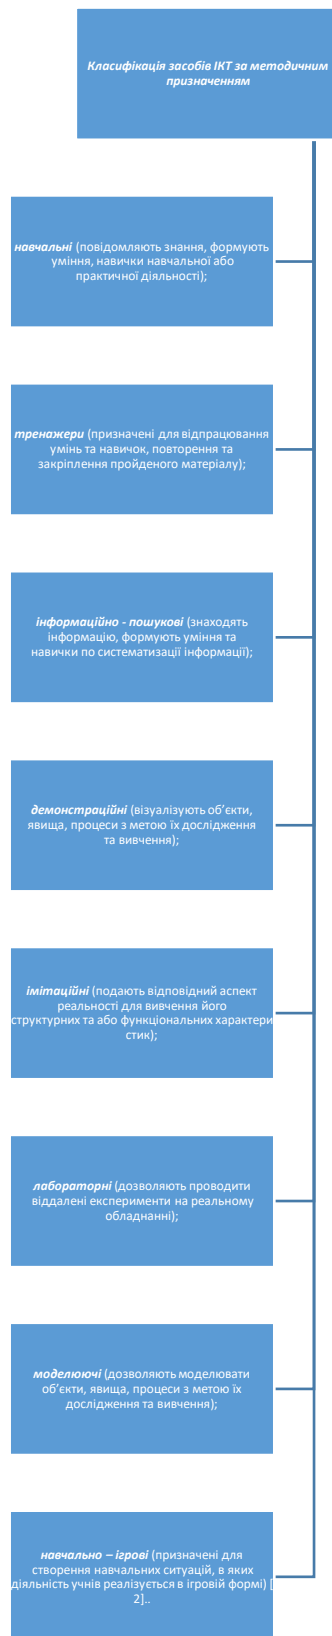 Класифікація засобів ІКТ за методичним
призначенням
навчальні (повідомляють знання, формують
уміння, навички навчальної або
практичної діяльності);
тренажери (призначені для відпрацювання
умінь та навичок, повторення та
закріплення пройденого матеріалу);
інформаційно - пошукові (знаходять
інформацію, формують уміння та
навички по систематизації інформації);
демонстраційні (візуалізують об’єкти,
явища, процеси з метою їх дослідження
та вивчення);
імітаційні (подають відповідний аспект
реальності для вивчення його
структурних та або функціональних характери
стик);
лабораторні (дозволяють проводити
віддалені експерименти на реальному
обладнанні);
моделюючі (дозволяють моделювати
об’єкти, явища, процеси з метою їх
дослідження та вивчення);
навчально – ігрові (призначені для
створення навчальних ситуацій, в яких
діяльність учнів реалізується в ігровій формі) [
2]..